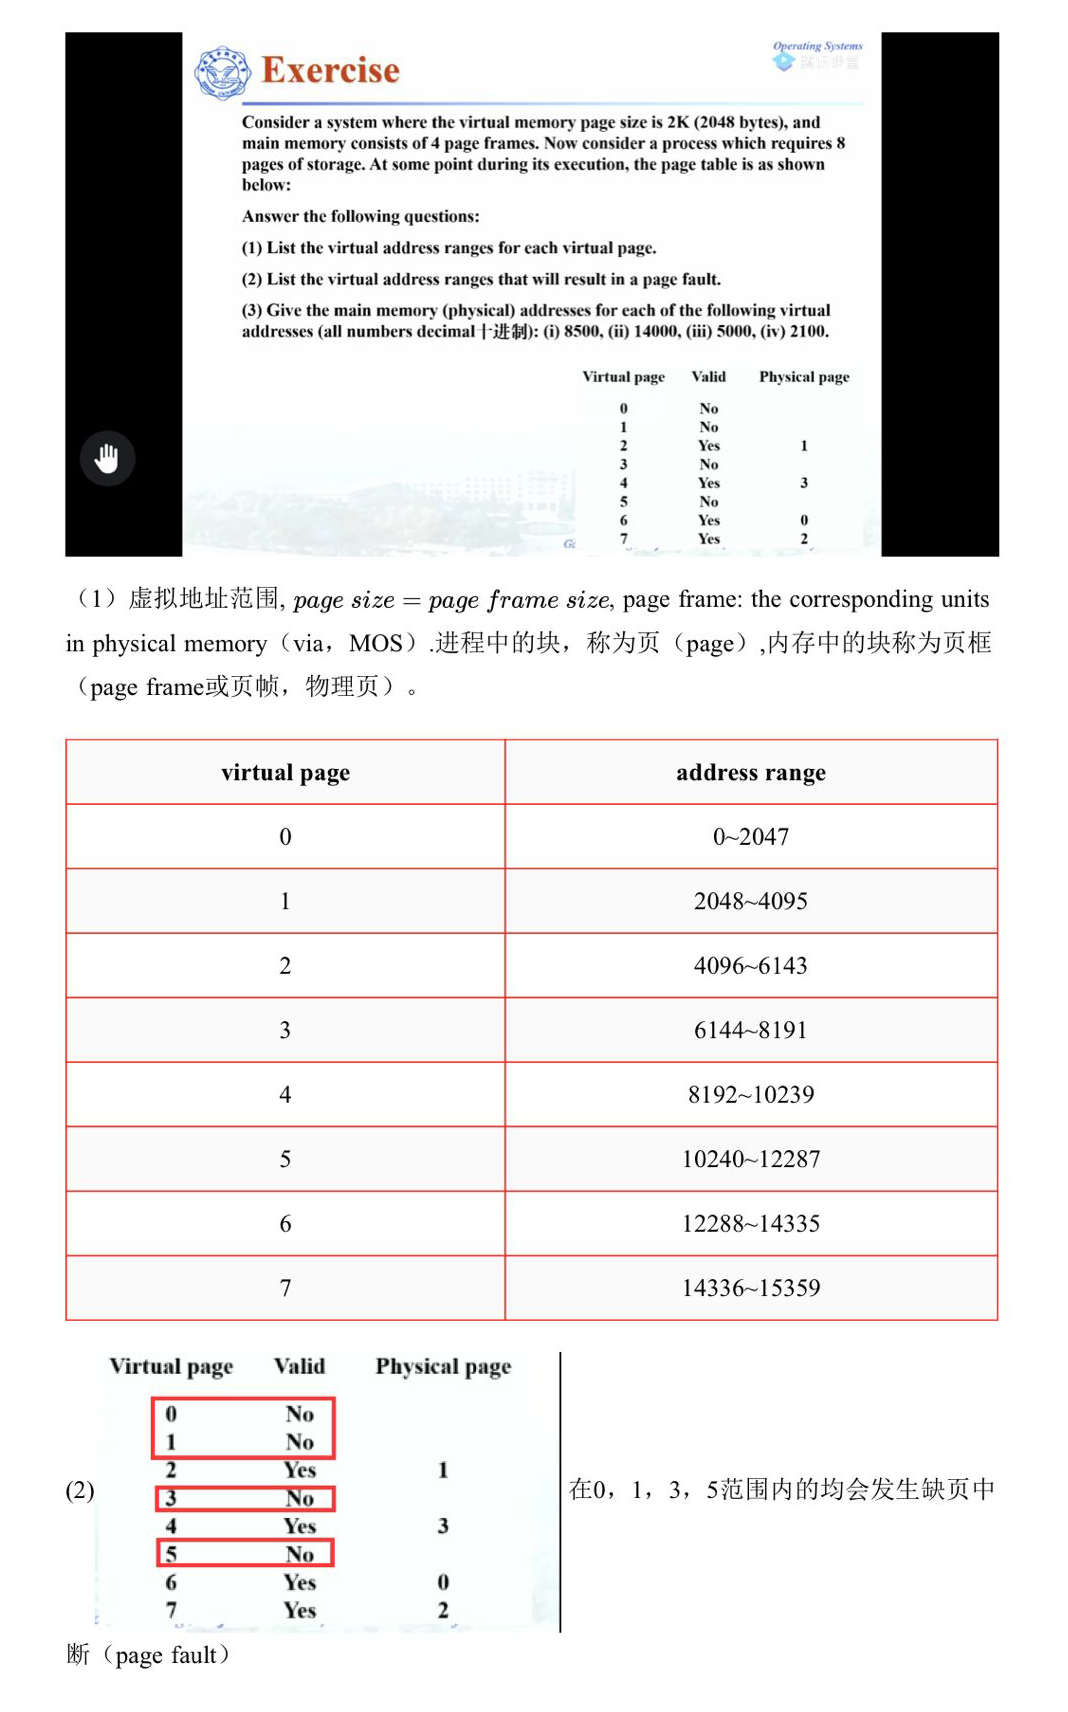 Operating Systems
腾讯课堂
Exercise
Consider a system where the virtual memory page size is 2K (2048 bytes), and
main memory consists of 4 page frames. Now consider a process which requires 8
pages of storage. At some point during its execution, the page table is as shown
below:
Answer the following questions:
(1) List the virtual address ranges for each virtual page.
(2) List the virtual address ranges that will result in a page fault.
(3) Give the main memory (physical) addresses for each of the following virtual
addresses (all numbers decimal十进制): (i) 8500, (ii) 14000, (iii) 5000, (iv) 2100.
Virtual page Valid Physical page
0 No
1 No
2 Yes 1
3 No
4 Yes 3
5 No
6 Yes 0
7 Yes 2
（1）虚拟地址范围, page size = page frame size, page frame: the corresponding units
in physical memory（via，MOS）.进程中的块，称为页（page）,内存中的块称为页框
（page frame或页帧，物理页）。
virtual page address range
0 0~2047
1 2048~4095
2 4096~6143
3 6144~8191
4 8192~10239
5 10240~12287
6 12288~14335
7 14336~15359
Virtual page Valid Physical page
0 No
1 No
2 Yes 1
3 No
4 Yes 3
5 No
6 Yes 0
7 Yes 2
(2) 在0，1，3，5范围内的均会发生缺页中
断（page fault）